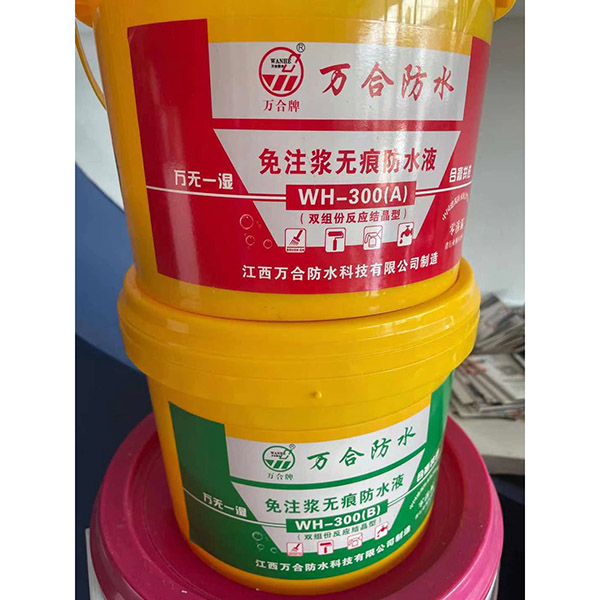 WANHE
®
万合牌
万合防水
免注浆无痕防水液
万无一湿
WH-300(A)
(双组份反应结晶型)
江西万合防水科技有限公司制造
WANHE
®
万合牌
万合防水
免注浆无痕防水液
万无一湿
WH-300(B)
(双组份反应结晶型)
江西万合防水科技有限公司制造